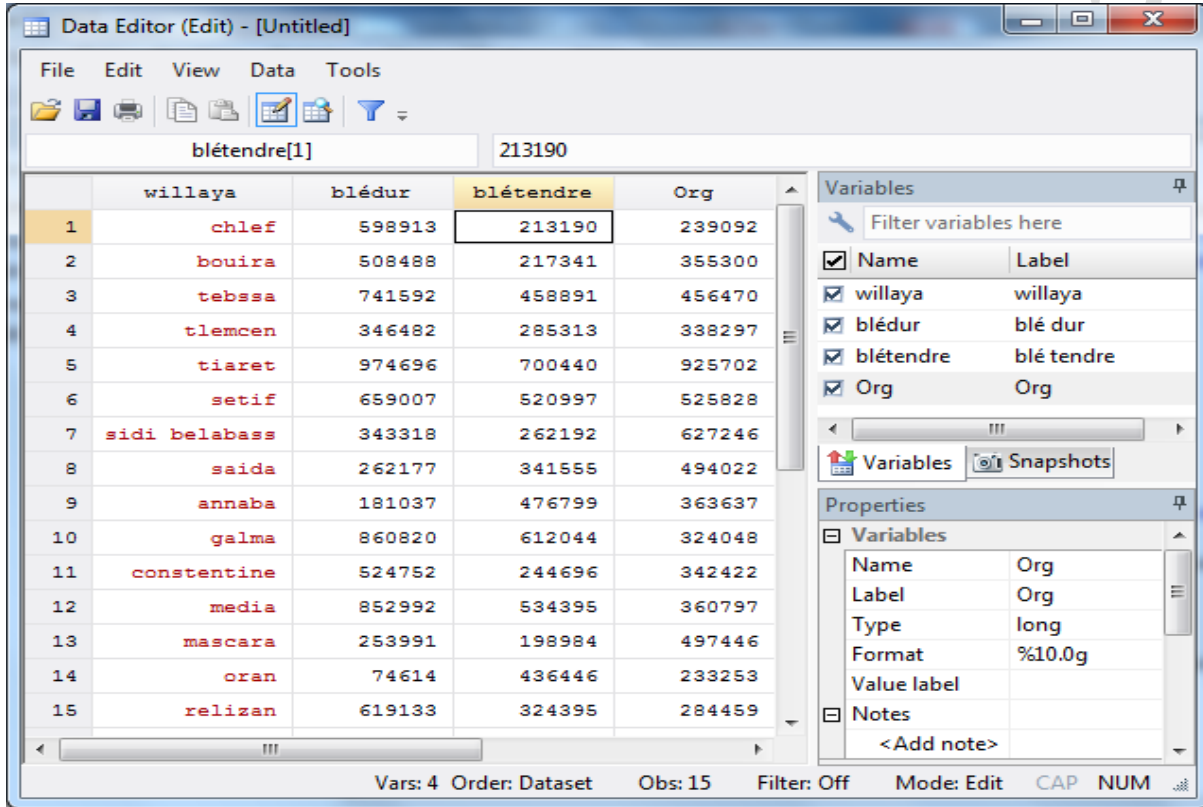 Data Editor (Edit) - [Untitled]
File Edit View Data Tools
blétendre[1] 213190
willaya blédur blétendre Org
1 chlef 598913 213190 239092
2 bouira 508488 217341 355300
3 tebssa 741592 458891 456470
4 tlemcen 346482 285313 338297
5 tiaret 974696 700440 925702
6 setif 659007 520997 525828
7 sidi belabass 343318 262192 627246
8 saida 262177 341555 494022
9 annaba 181037 476799 363637
10 galma 860820 612044 324048
11 constentine 524752 244696 342422
12 media 852992 534395 360797
13 mascara 253991 198984 497446
14 oran 74614 436446 233253
15 relizan 619133 324395 284459
Variables
Filter variables here
Name Label
willaya willaya
blédur blé dur
blétendre blé tendre
Org Org
Variables Snapshots
Properties
Variables
Name Org
Label Org
Type long
Format %10.0g
Value label
Notes
<Add note>
Vars: 4 Order: Dataset Obs: 15 Filter: Off Mode: Edit CAP NUM